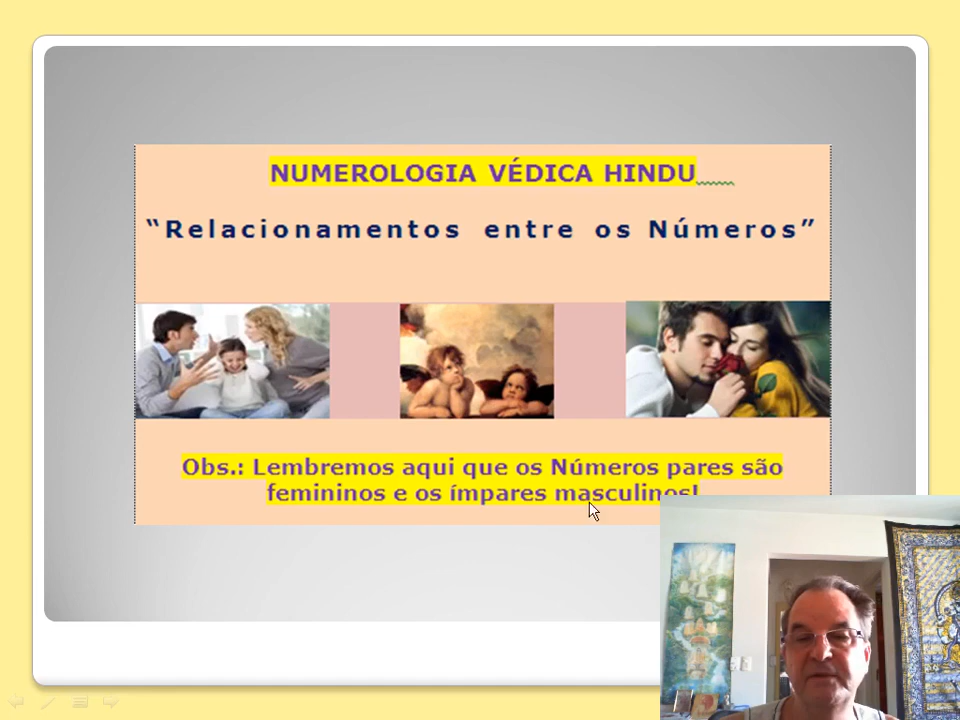 NUMEROLOGIA VÉDICA HINDU
“Relacionamentos entre os Números”
Obs.: Lembremos aqui que os Números pares são
femininos e os ímpares masculinos!